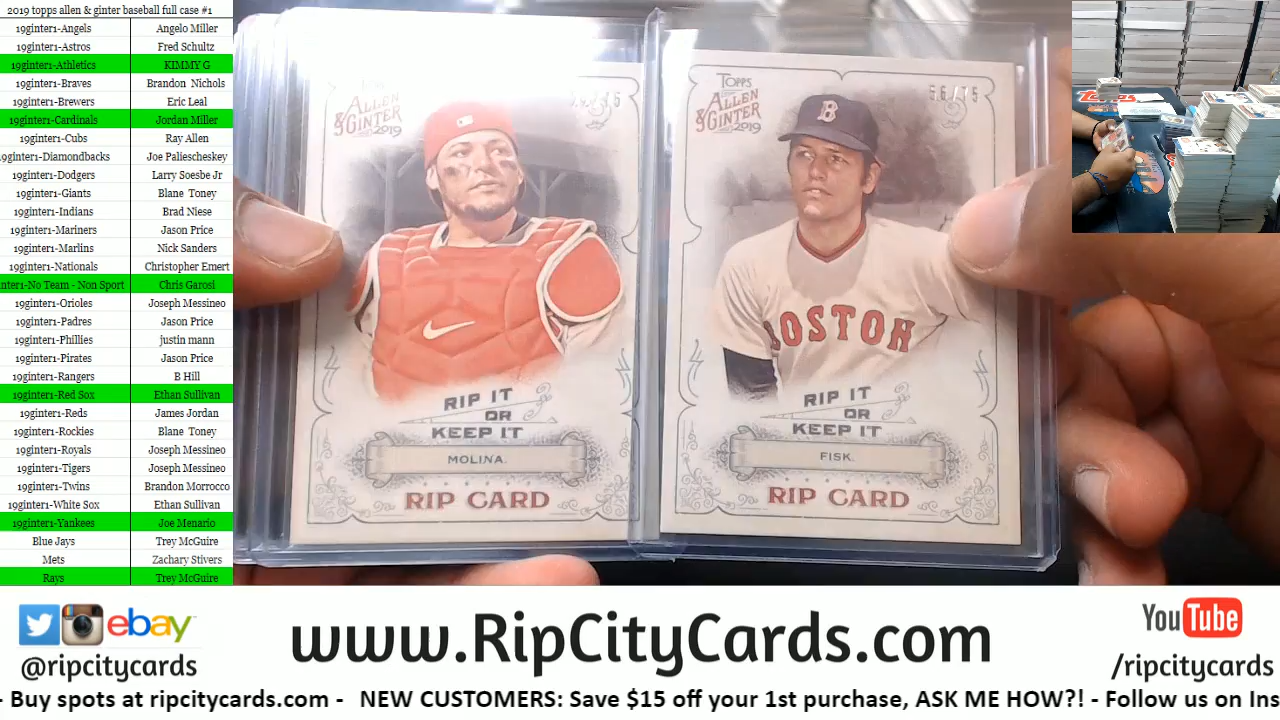 2019 topps allen & ginter baseball full case #1
19ginter1-Angels Angelo Miller
19ginter1-Astros Fred Schultz
19ginter1-Athletics KIMMY G
19ginter1-Braves Brandon Nichols
19ginter1-Brewers Eric Leal
19ginter1-Cardinals Jordan Miller
19ginter1-Cubs Ray Allen
9ginter1-Diamondbacks Joe Paliescheskey
19ginter1-Dodgers Larry Soesbe Jr
19ginter1-Giants Blane Toney
19ginter1-Indians Brad Niese
19ginter1-Mariners Jason Price
19ginter1-Marlins Nick Sanders
19ginter1-Nationals Christopher Emert
nter1-No Team - Non Sport Chris Garosi
19ginter1-Orioles Joseph Messineo
19ginter1-Padres Jason Price
19ginter1-Phillies justin mann
19ginter1-Pirates Jason Price
19ginter1-Rangers B Hill
19ginter1-Red Sox Ethan Sullivan
19ginter1-Reds James Jordan
19ginter1-Rockies Blane Toney
19ginter1-Royals Joseph Messineo
19ginter1-Tigers Joseph Messineo
19ginter1-Twins Brandon Morrocco
19ginter1-White Sox Ethan Sullivan
19ginter1-Yankees Joe Menario
Blue Jays Trey McGuire
Mets Zachary Stivers
Rays Trey McGuire
ALLEN
& GINTER
2019
RIP IT
OR
KEEP IT
MOLINA.
RIP CARD
TOPPS
ALLEN
& GINTER
2019
56/75
B
BOSTON
RIP IT
OR
KEEP IT
FISK.
RIP CARD
ebay
@ripcitycards
www.RipCityCards.com
YouTube
/ripcitycards
- Buy spots at ripcitycards.com - NEW CUSTOMERS: Save $15 off your 1st purchase, ASK ME HOW?! - Follow us on Ins